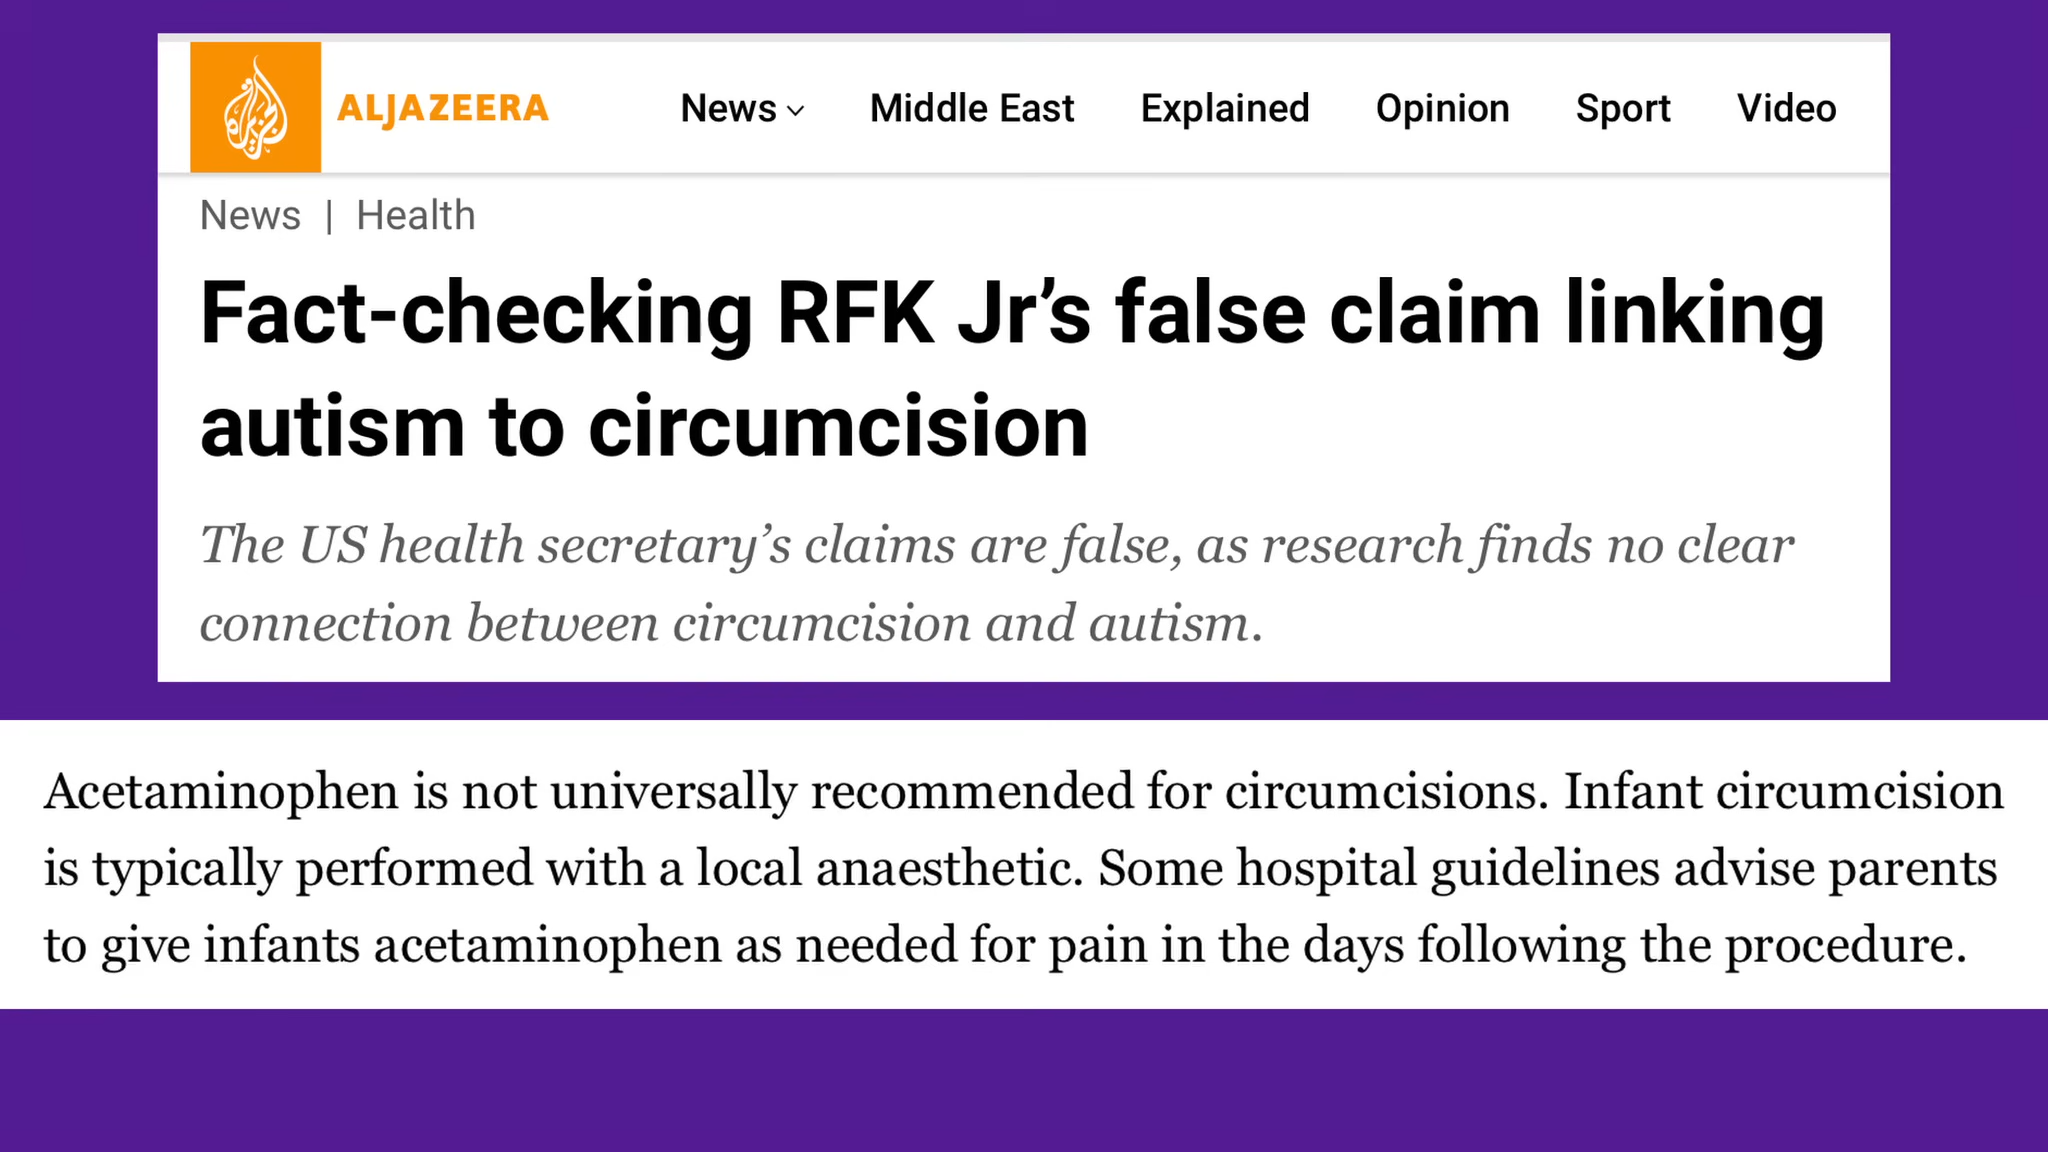 ALJAZEERA
News Middle East Explained Opinion Sport Video
News | Health
Fact-checking RFK Jr’s false claim linking
autism to circumcision
The US health secretary’s claims are false, as research finds no clear
connection between circumcision and autism.
Acetaminophen is not universally recommended for circumcisions. Infant circumcision
is typically performed with a local anaesthetic. Some hospital guidelines advise parents
to give infants acetaminophen as needed for pain in the days following the procedure.